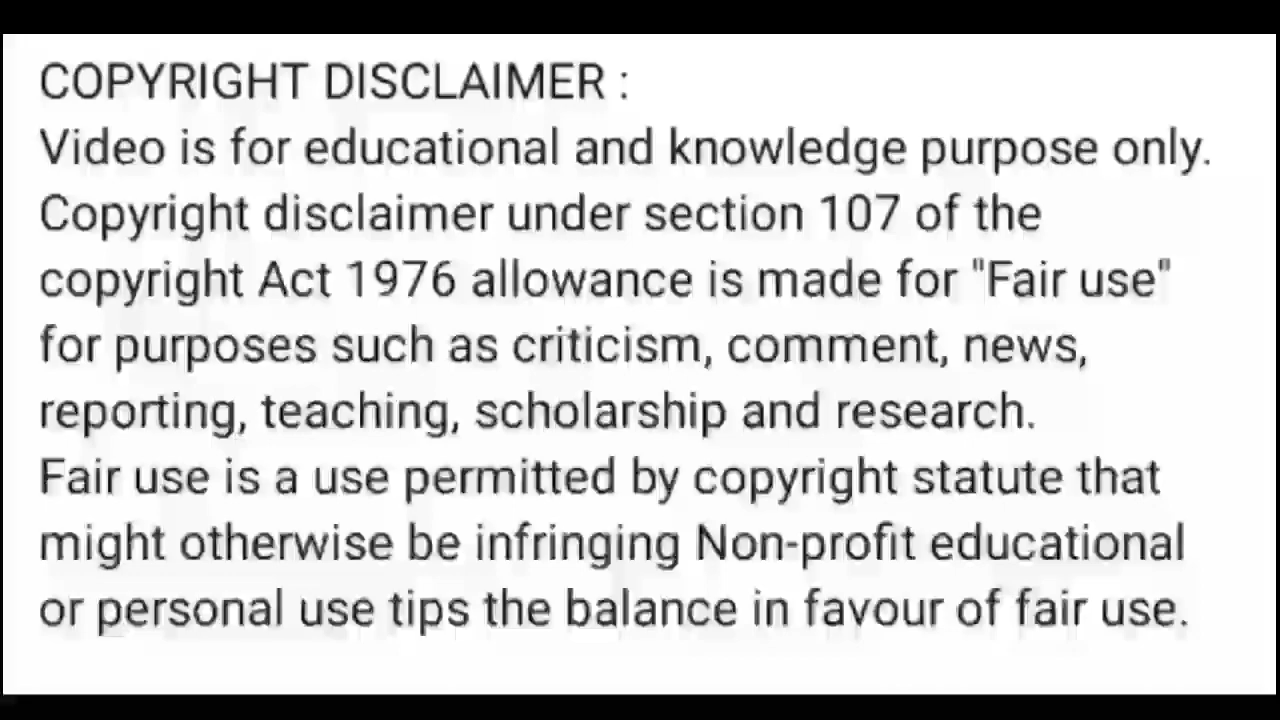 COPYRIGHT DISCLAIMER :
Video is for educational and knowledge purpose only.
Copyright disclaimer under section 107 of the
copyright Act 1976 allowance is made for "Fair use"
for purposes such as criticism, comment, news,
reporting, teaching, scholarship and research.
Fair use is a use permitted by copyright statute that
might otherwise be infringing Non-profit educational
or personal use tips the balance in favour of fair use.